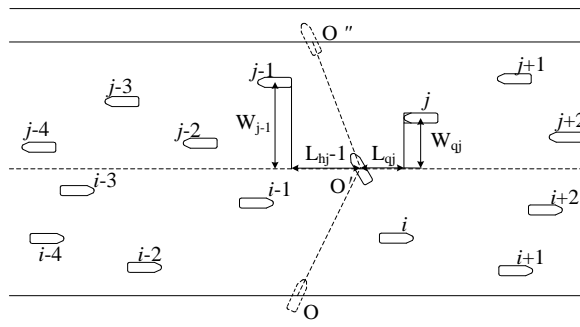 O ″
j-1
j+1
j-3
j
j-2
j-4
W_{j-1}
W_{qj}
j+2
L_{hj}-1
L_{qj}
O ′
i-3
i-1
i+2
i-4
i
i-2
i+1
O